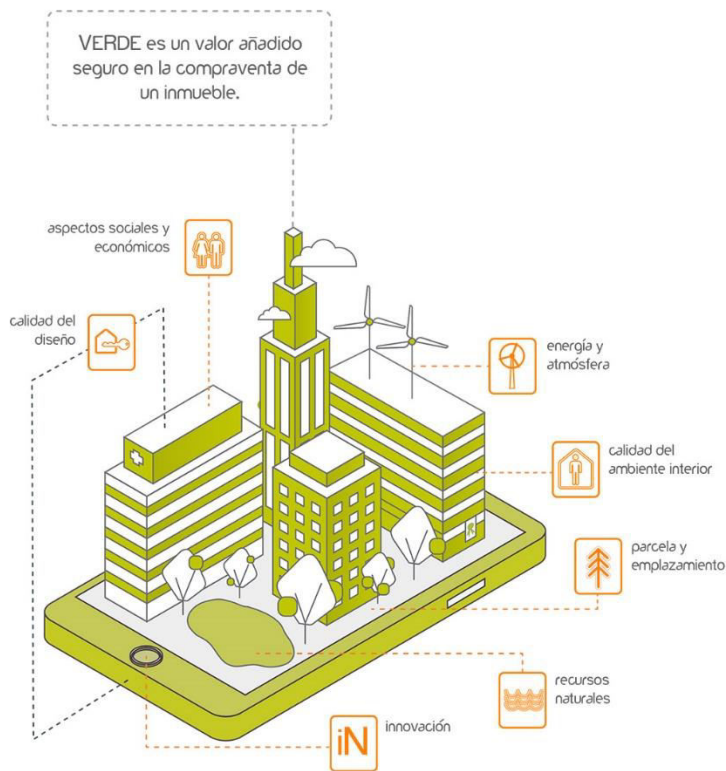 VERDE es un valor añadido
seguro en la compraventa de
un inmueble.
aspectos sociales y
económicos
calidad del
diseño
energía y
atmósfera
calidad del
ambiente interior
parcela y
emplazamiento
recursos
naturales
iN
innovación